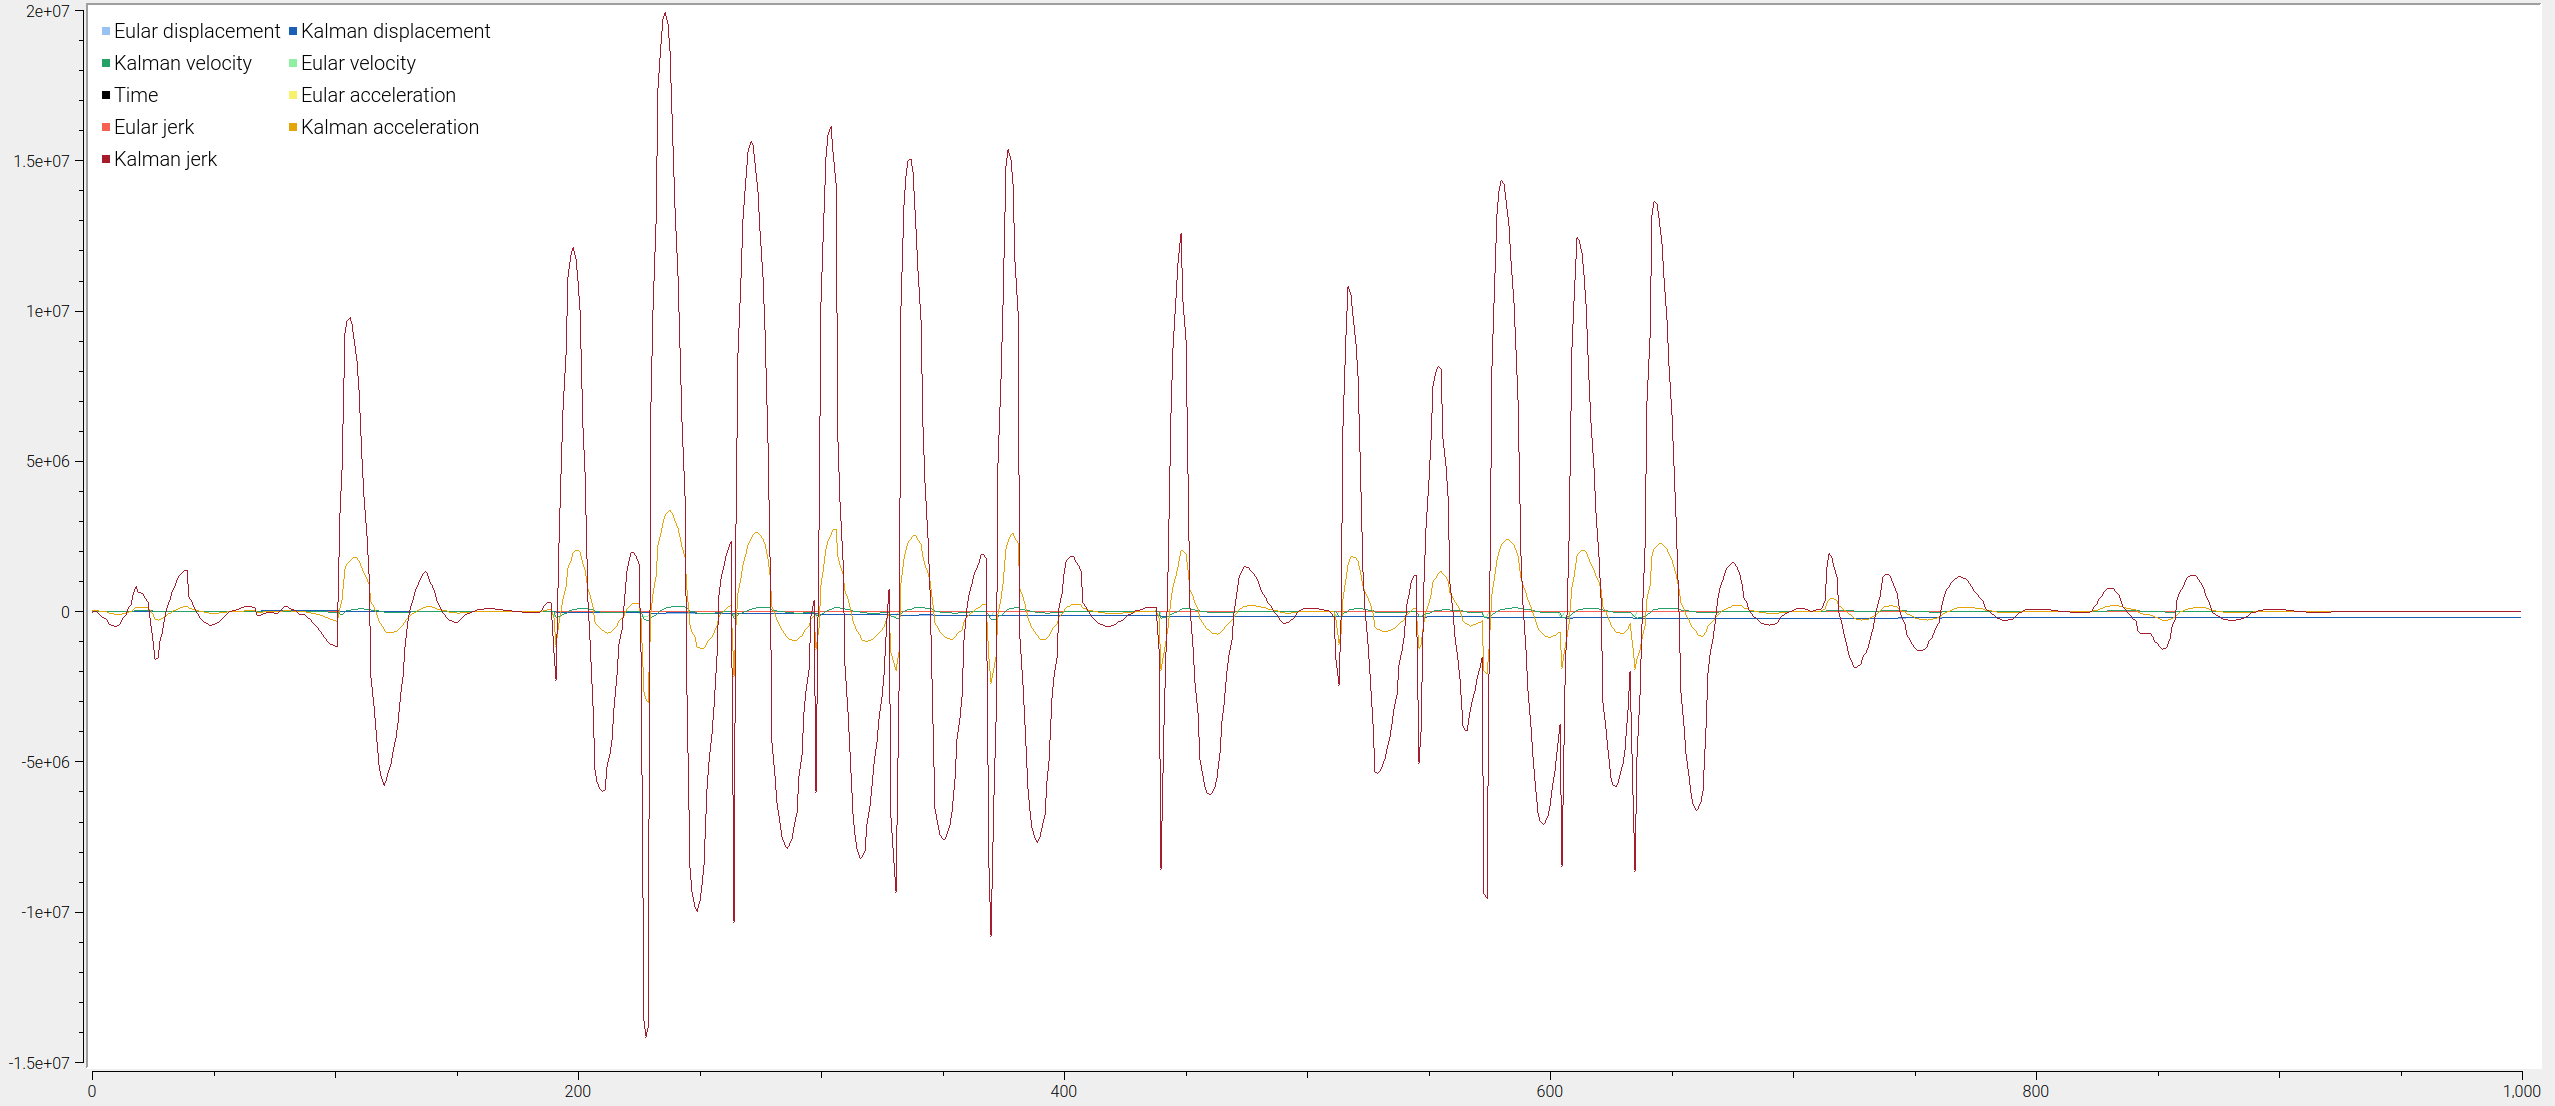 2e+07
Eular displacement Kalman displacement
Kalman velocity Eular velocity
Time Eular acceleration
Eular jerk Kalman acceleration
1.5e+07 Kalman jerk
1e+07
5e+06
0
-5e+06
-1e+07
-1.5e+07
0 200 400 600 800 1,000